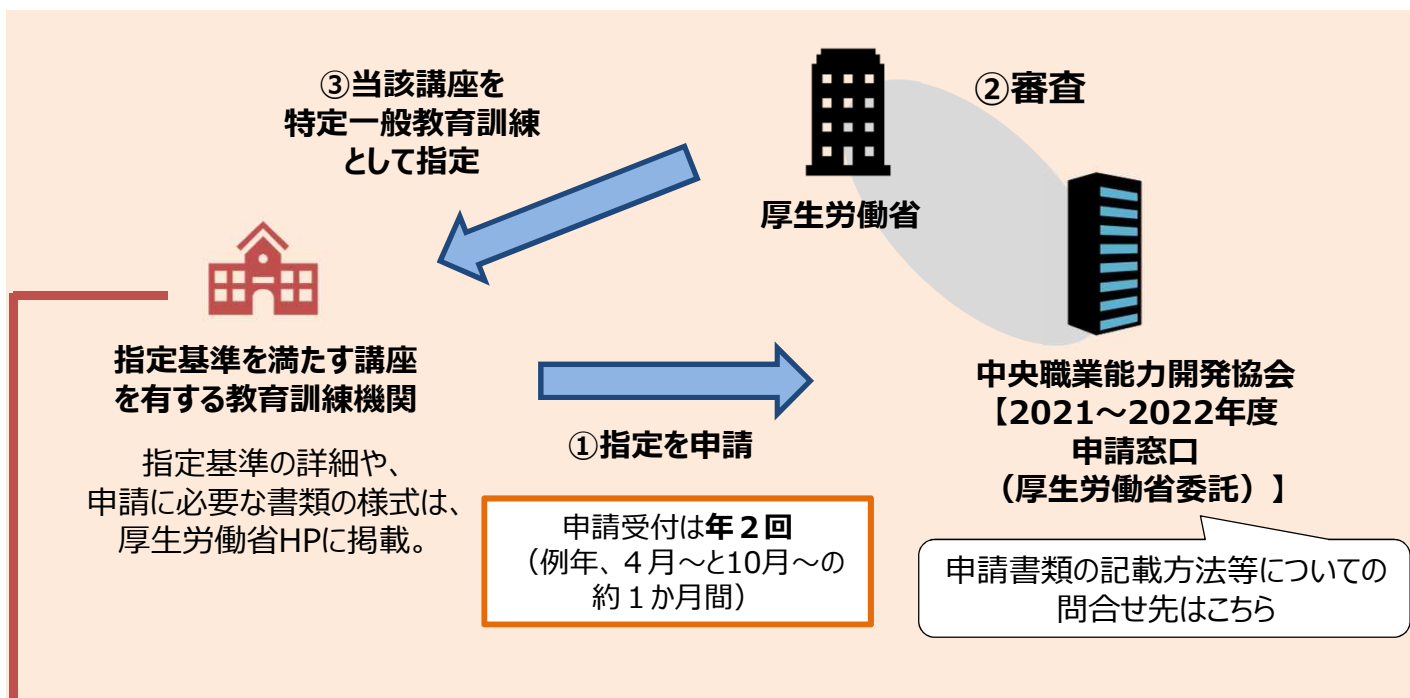 ③当該講座を
特定一般教育訓練
として指定
②審査
厚生労働省
指定基準を満たす講座
を有する教育訓練機関
指定基準の詳細や、
申請に必要な書類の様式は、
厚生労働省HPに掲載。
①指定を申請
申請受付は年２回
（例年、４月～と10月～の
約１か月間）
中央職業能力開発協会
【2021～2022年度
申請窓口
（厚生労働省委託）】
申請書類の記載方法等についての
問合せ先はこちら